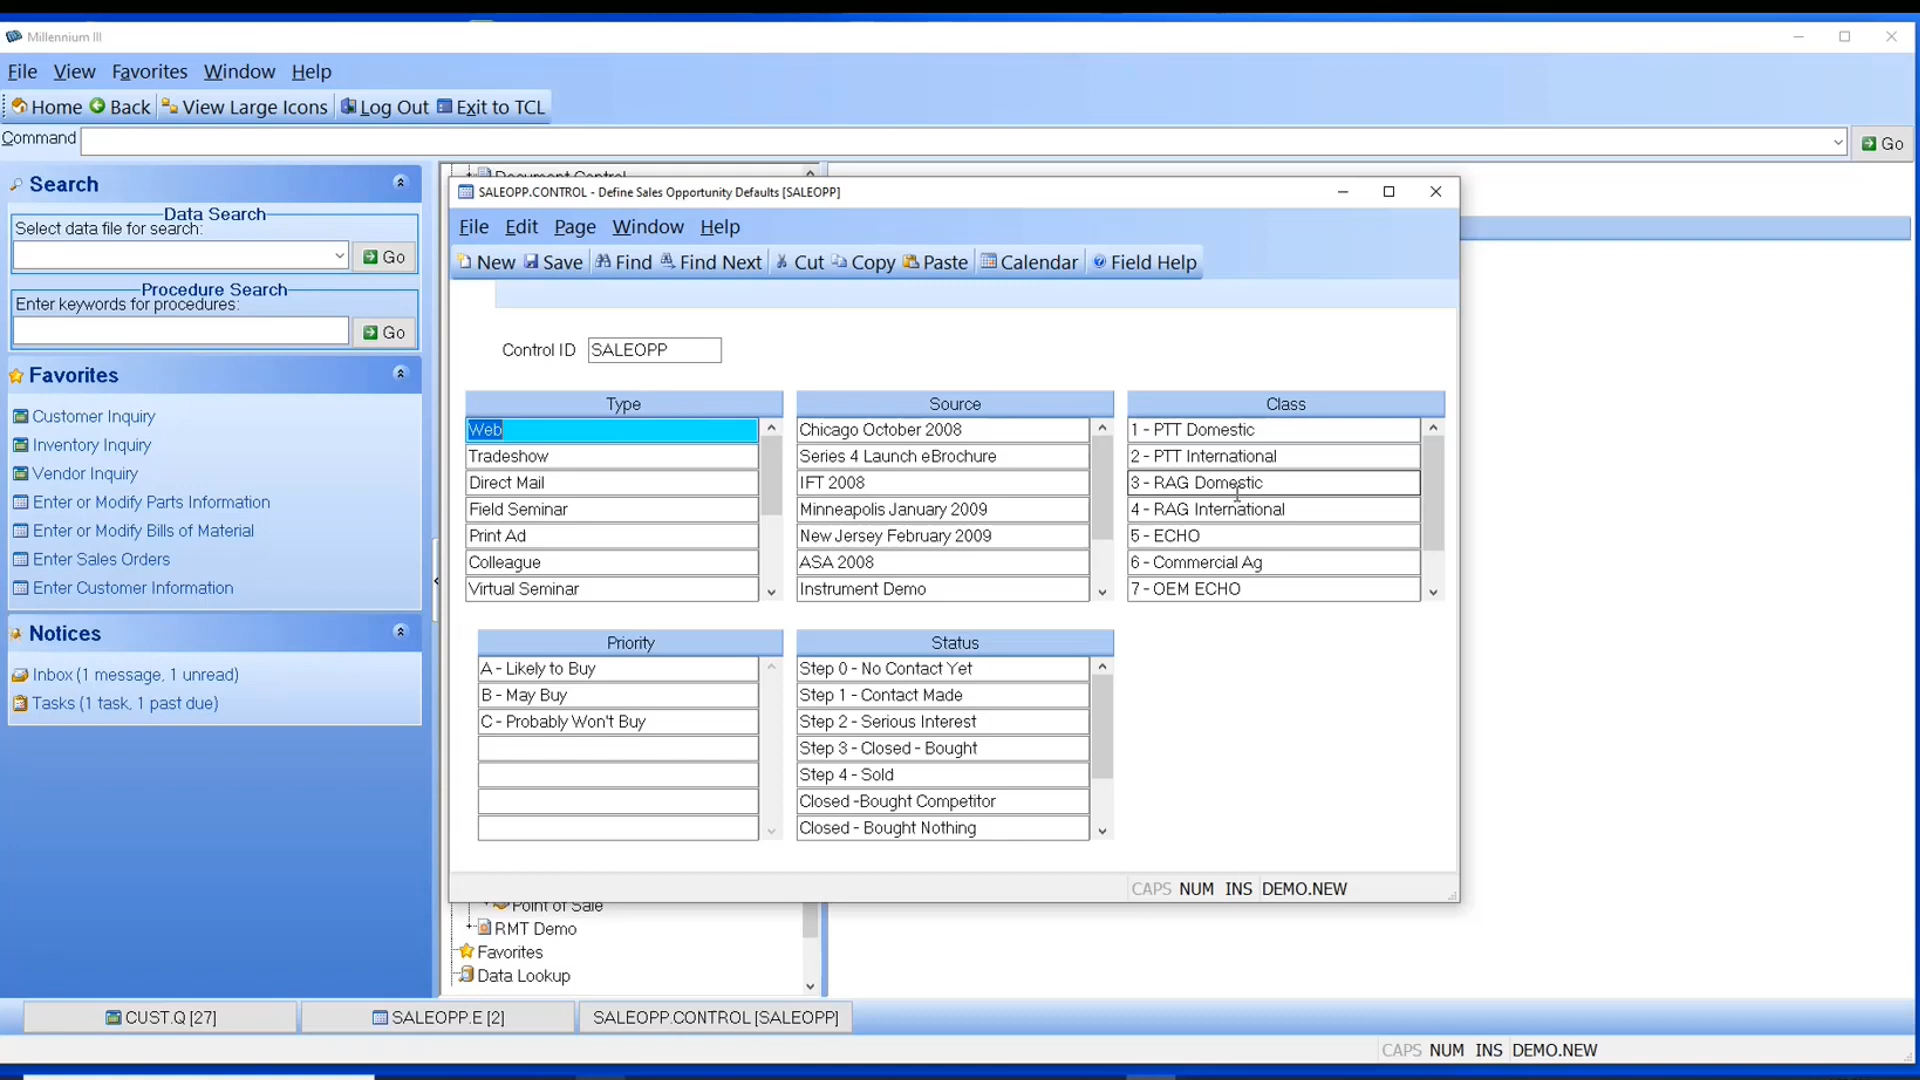 Millennium III
File View Favorites Window Help
Home Back View Large Icons Log Out Exit to TCL
Command
Go
Search
Data Search
Select data file for search:
Go
Procedure Search
Enter keywords for procedures:
Go
Favorites
Customer Inquiry
Inventory Inquiry
Vendor Inquiry
Enter or Modify Parts Information
Enter or Modify Bills of Material
Enter Sales Orders
Enter Customer Information
Notices
Inbox (1 message, 1 unread)
Tasks (1 task, 1 past due)
Document Control
SALEOPP.CONTROL - Define Sales Opportunity Defaults [SALEOPP]
File Edit Page Window Help
New Save Find Find Next Cut Copy Paste Calendar Field Help
Control ID SALEOPP
Type
Web
Tradeshow
Direct Mail
Field Seminar
Print Ad
Colleague
Virtual Seminar
Source
Chicago October 2008
Series 4 Launch eBrochure
IFT 2008
Minneapolis January 2009
New Jersey February 2009
ASA 2008
Instrument Demo
Class
1 - PTT Domestic
2 - PTT International
3 - RAG Domestic
4 - RAG International
5 - ECHO
6 - Commercial Ag
7 - OEM ECHO
Priority
A - Likely to Buy
B - May Buy
C - Probably Won't Buy
Status
Step 0 - No Contact Yet
Step 1 - Contact Made
Step 2 - Serious Interest
Step 3 - Closed - Bought
Step 4 - Sold
Closed -Bought Competitor
Closed - Bought Nothing
CAPS NUM INS DEMO.NEW
Point of Sale
RMT Demo
Favorites
Data Lookup
CUST.Q [27]
SALEOPP.E [2]
SALEOPP.CONTROL [SALEOPP]
CAPS NUM INS DEMO.NEW